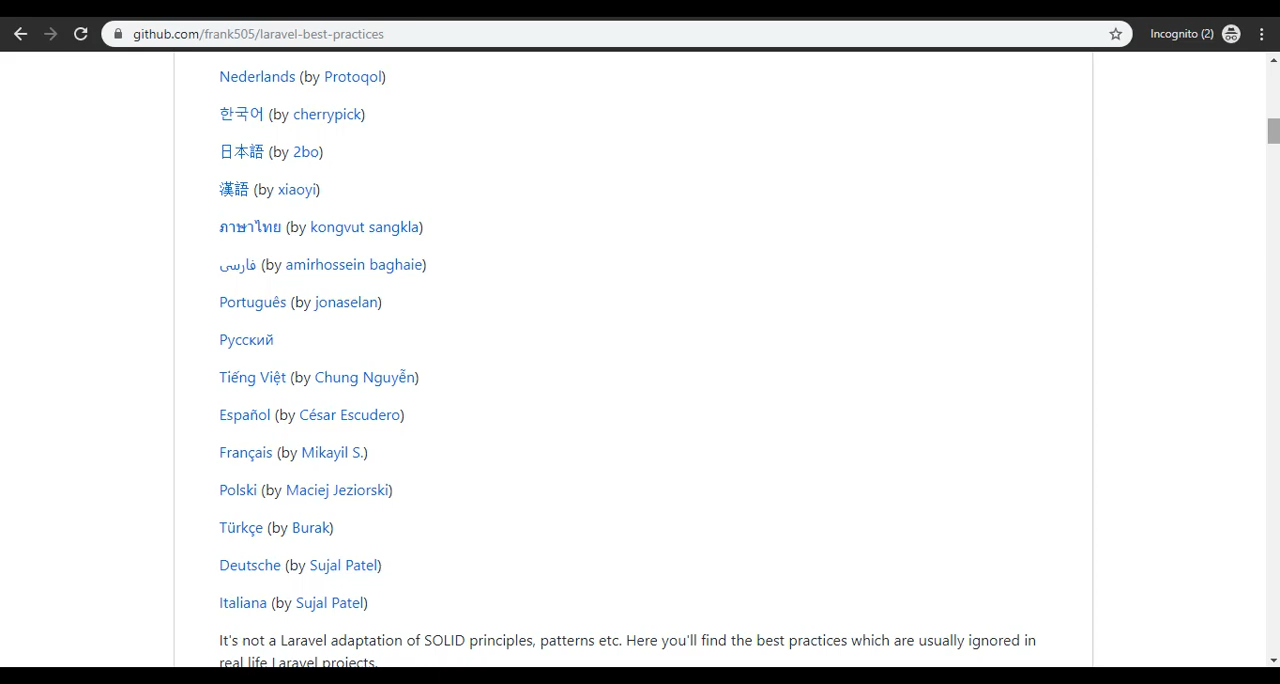 github.com/frank505/laravel-best-practices
Incognito (2)
Nederlands (by Protoqol)
한국어 (by cherrypick)
日本語 (by 2bo)
漢語 (by xiaoyi)
ภาษาไทย (by kongvut sangkla)
فارسی (by amirhossein baghaie)
Português (by jonaselan)
Русский
Tiếng Việt (by Chung Nguyễn)
Español (by César Escudero)
Français (by Mikayil S.)
Polski (by Maciej Jeziorski)
Türkçe (by Burak)
Deutsche (by Sujal Patel)
Italiana (by Sujal Patel)
It's not a Laravel adaptation of SOLID principles, patterns etc. Here you'll find the best practices which are usually ignored in
real life Laravel projects.